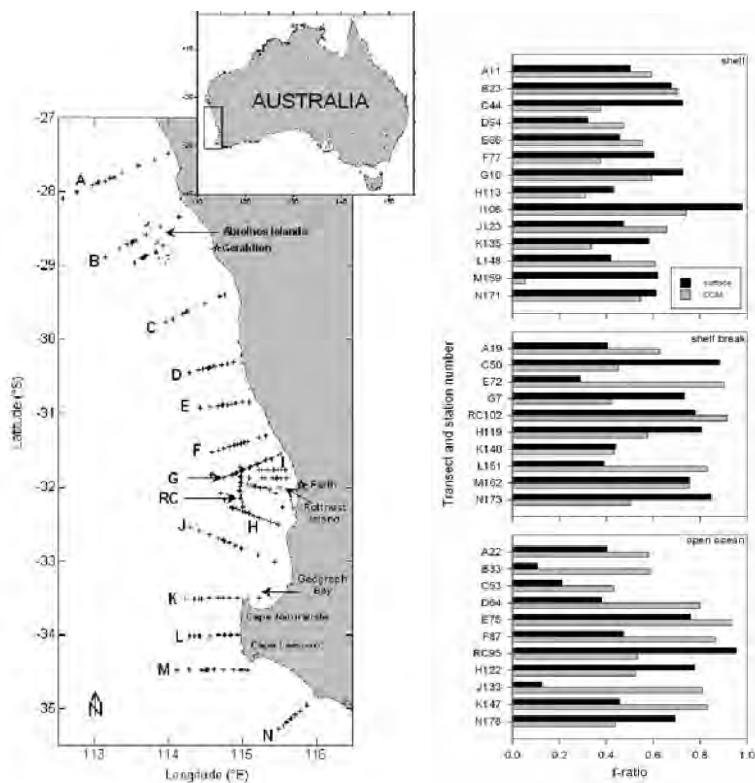 AUSTRALIA
-27
-28
-29
-30
-31
-32
-33
-34
-35
Latitude (°S)
A
B
C
D
E
F
G
RC
H
I
J
K
L
M
N
Abrolhos Islands
Geraldton
Perth
Rottnest
Island
Geograph
Bay
Cape Naturaliste
Cape Leeuwin
N
113
114
115
116
Longitude (°E)
Transect and station number
shelf
A11
B23
C44
D54
E66
F77
G10
H113
I106
J123
K135
L148
M159
N171
surface
DCM
shelf break
A19
C50
E72
G7
RC102
H119
K140
L151
M162
N173
open ocean
A22
B33
C53
D64
E75
F87
RC95
H122
J133
K147
N178
0.0
0.2
0.4
0.6
0.8
1.0
f-ratio